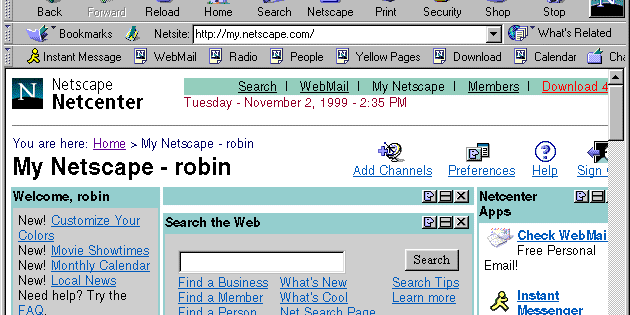 Back Forward Reload Home Search Netscape Print Security Shop Stop
Bookmarks Netsite: http://my.netscape.com/ What's Related
Instant Message WebMail Radio People Yellow Pages Download Calendar
N Netscape
Netcenter
Search | WebMail | My Netscape | Members | Download 4
Tuesday - November 2, 1999 - 2:35 PM
You are here: Home > My Netscape - robin
My Netscape - robin
Add Channels Preferences Help Sign
Welcome, robin
New! Customize Your
Colors
New! Movie Showtimes
New! Monthly Calendar
New! Local News
Need help? Try the
FAQ.
Search the Web
Search
Find a Business What's New Search Tips
Find a Member What's Cool Learn more
Find a Person Net Search Page
Netcenter
Apps
Check WebMail
Free Personal
Email!
Instant
Messenger